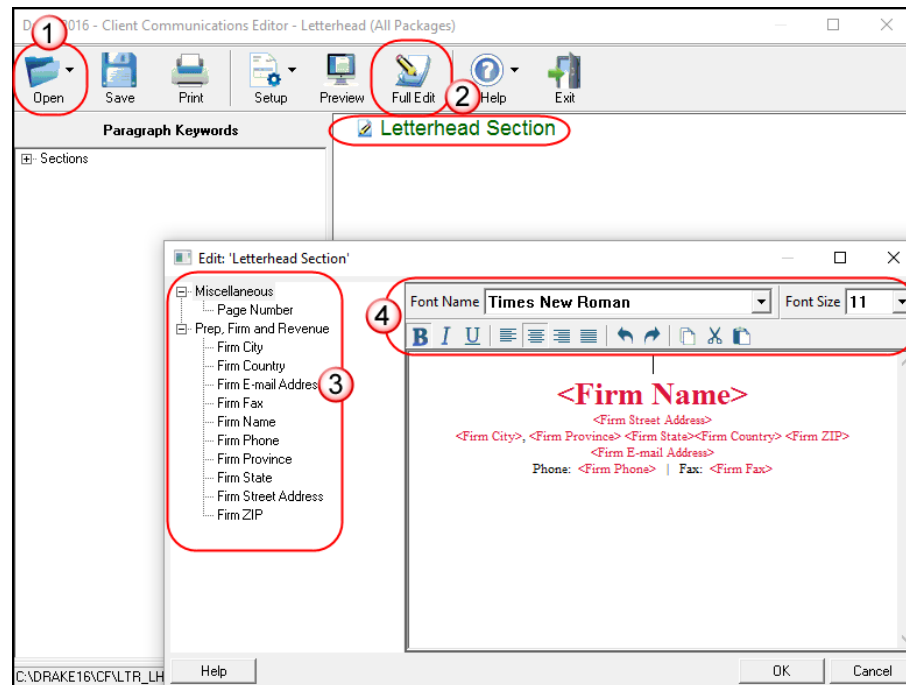 2016 - Client Communications Editor - Letterhead (All Packages)
1
Open Save Print Setup Preview Full Edit 2 Help Exit
Paragraph Keywords
Letterhead Section
Sections
Edit: 'Letterhead Section'
Miscellaneous
Page Number
Prep, Firm and Revenue
Firm City
Firm Country
Firm E-mail Address
3
Firm Fax
Firm Name
Firm Phone
Firm Province
Firm State
Firm Street Address
Firm ZIP
4
Font Name Times New Roman Font Size 11
B I U
<Firm Name>
<Firm Street Address>
<Firm City>, <Firm Province> <Firm State><Firm Country> <Firm ZIP>
<Firm E-mail Address>
Phone: <Firm Phone> | Fax: <Firm Fax>
C:\DRAKE16\CF\LTR_LH
Help OK Cancel